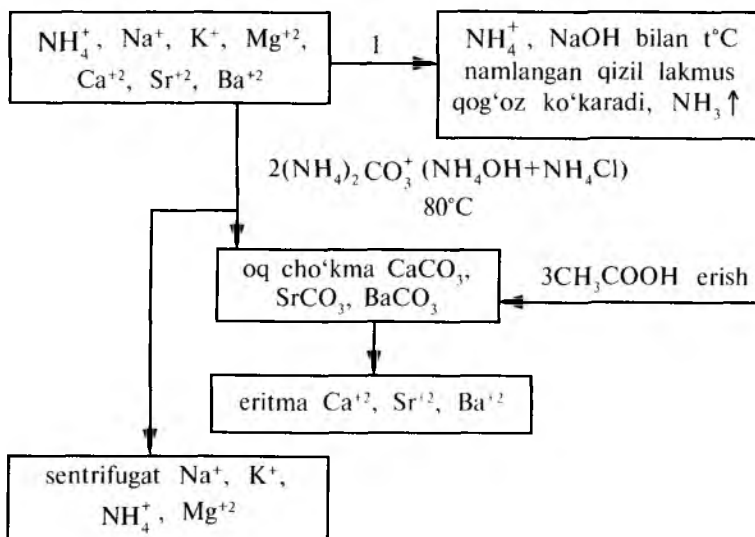 NH₄⁺, Na⁺, K⁺, Mg⁺²,
Ca⁺², Sr⁺², Ba⁺²
1
NH₄⁺, NaOH bilan t°C
namlangan qizil lakmus
qog‘oz ko‘karadi, NH₃↑
2(NH₄)₂CO₃⁺ (NH₄OH+NH₄Cl)
80°C
oq cho‘kma CaCO₃,
SrCO₃, BaCO₃
3CH₃COOH erish
eritma Ca⁺², Sr⁺², Ba⁺²
sentrifugat Na⁺, K⁺,
NH₄⁺, Mg⁺²